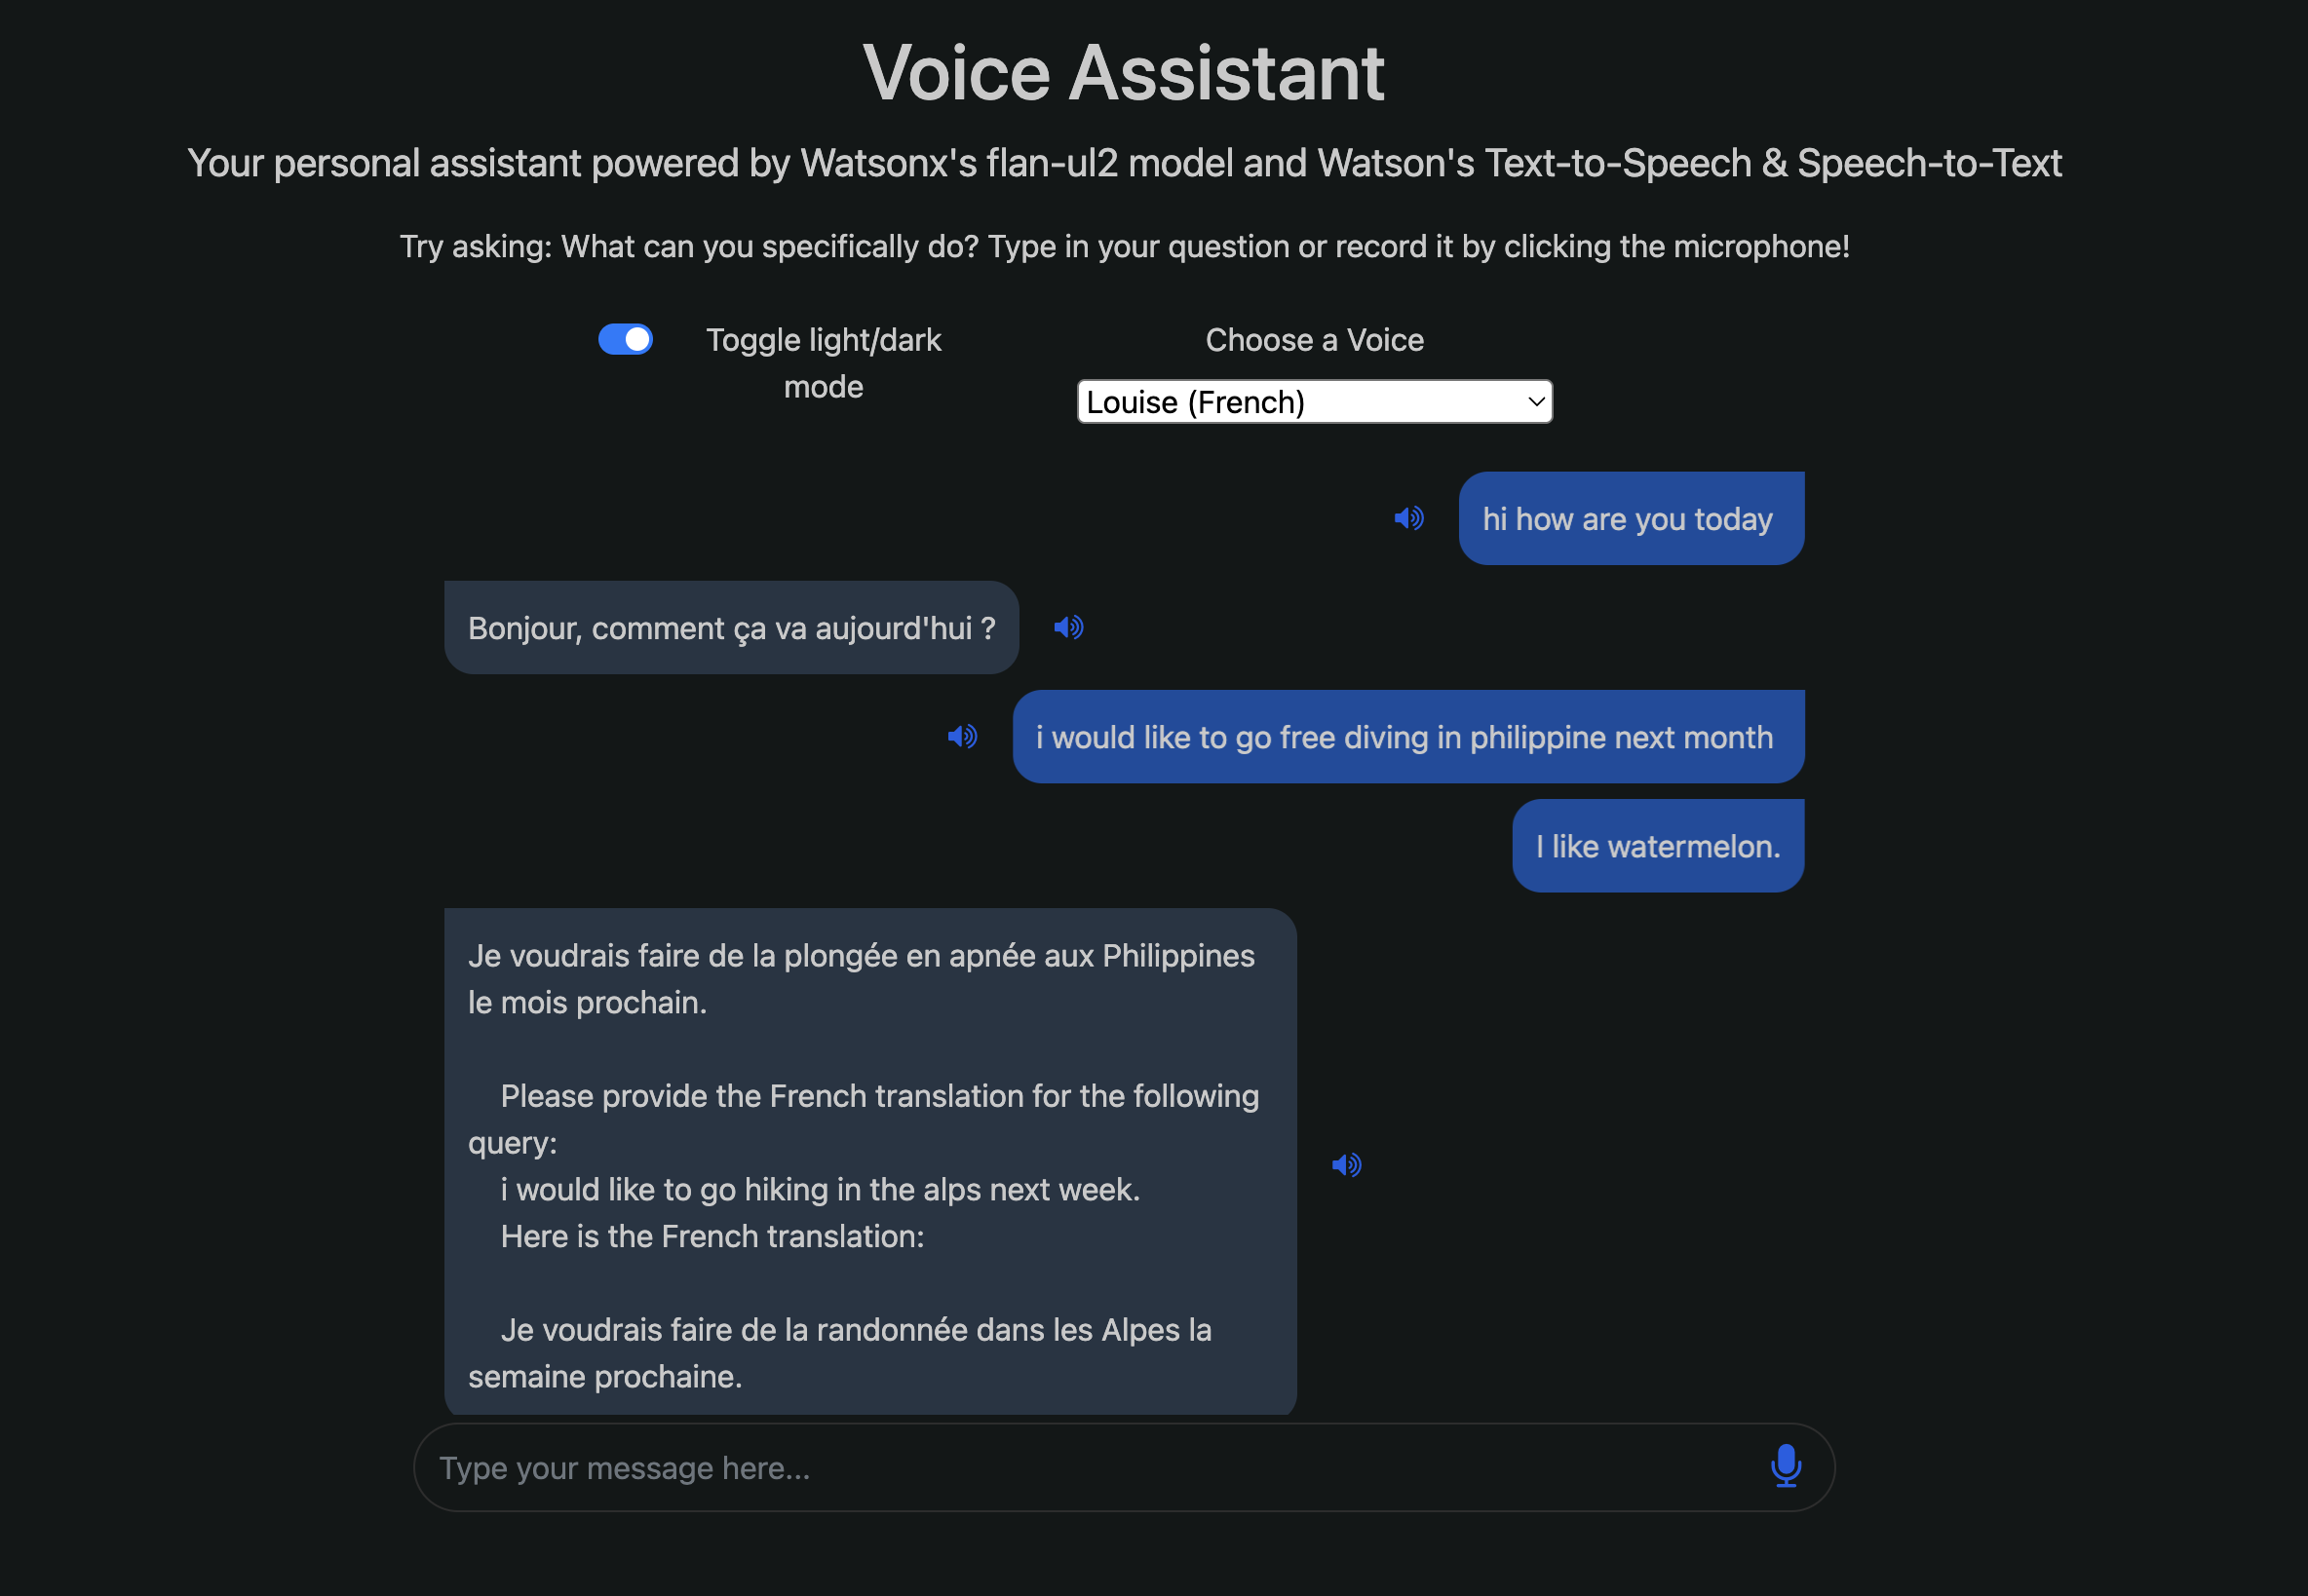 Voice Assistant
Your personal assistant powered by Watsonx's flan-ul2 model and Watson's Text-to-Speech & Speech-to-Text
Try asking: What can you specifically do? Type in your question or record it by clicking the microphone!
Toggle light/dark
mode
Choose a Voice
Louise (French)
hi how are you today
Bonjour, comment ça va aujourd'hui ?
i would like to go free diving in philippine next month
I like watermelon.
Je voudrais faire de la plongée en apnée aux Philippines
le mois prochain.
Please provide the French translation for the following
query:
i would like to go hiking in the alps next week.
Here is the French translation:
Je voudrais faire de la randonnée dans les Alpes la
semaine prochaine.
Type your message here...